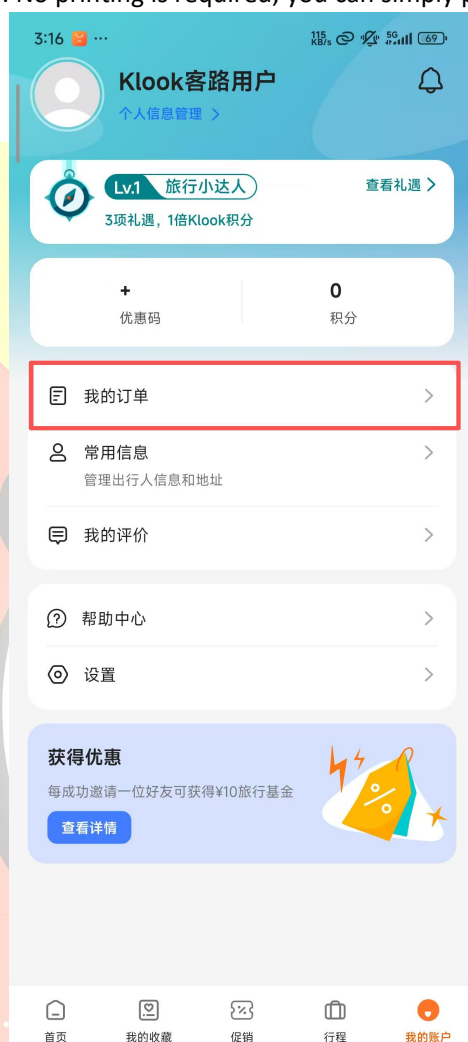 . No printing is required, you can simply p
3:16 ... 115 KB/s 5G 69
Klook客路用户
个人信息管理 >
Lv.1 旅行小达人 查看礼遇 >
3项礼遇，1倍Klook积分
+ 0
优惠码 积分
我的订单
常用信息
管理出行人信息和地址
我的评价
帮助中心
设置
获得优惠
每成功邀请一位好友可获得¥10旅行基金
查看详情
首页 我的收藏 促销 行程 我的账户